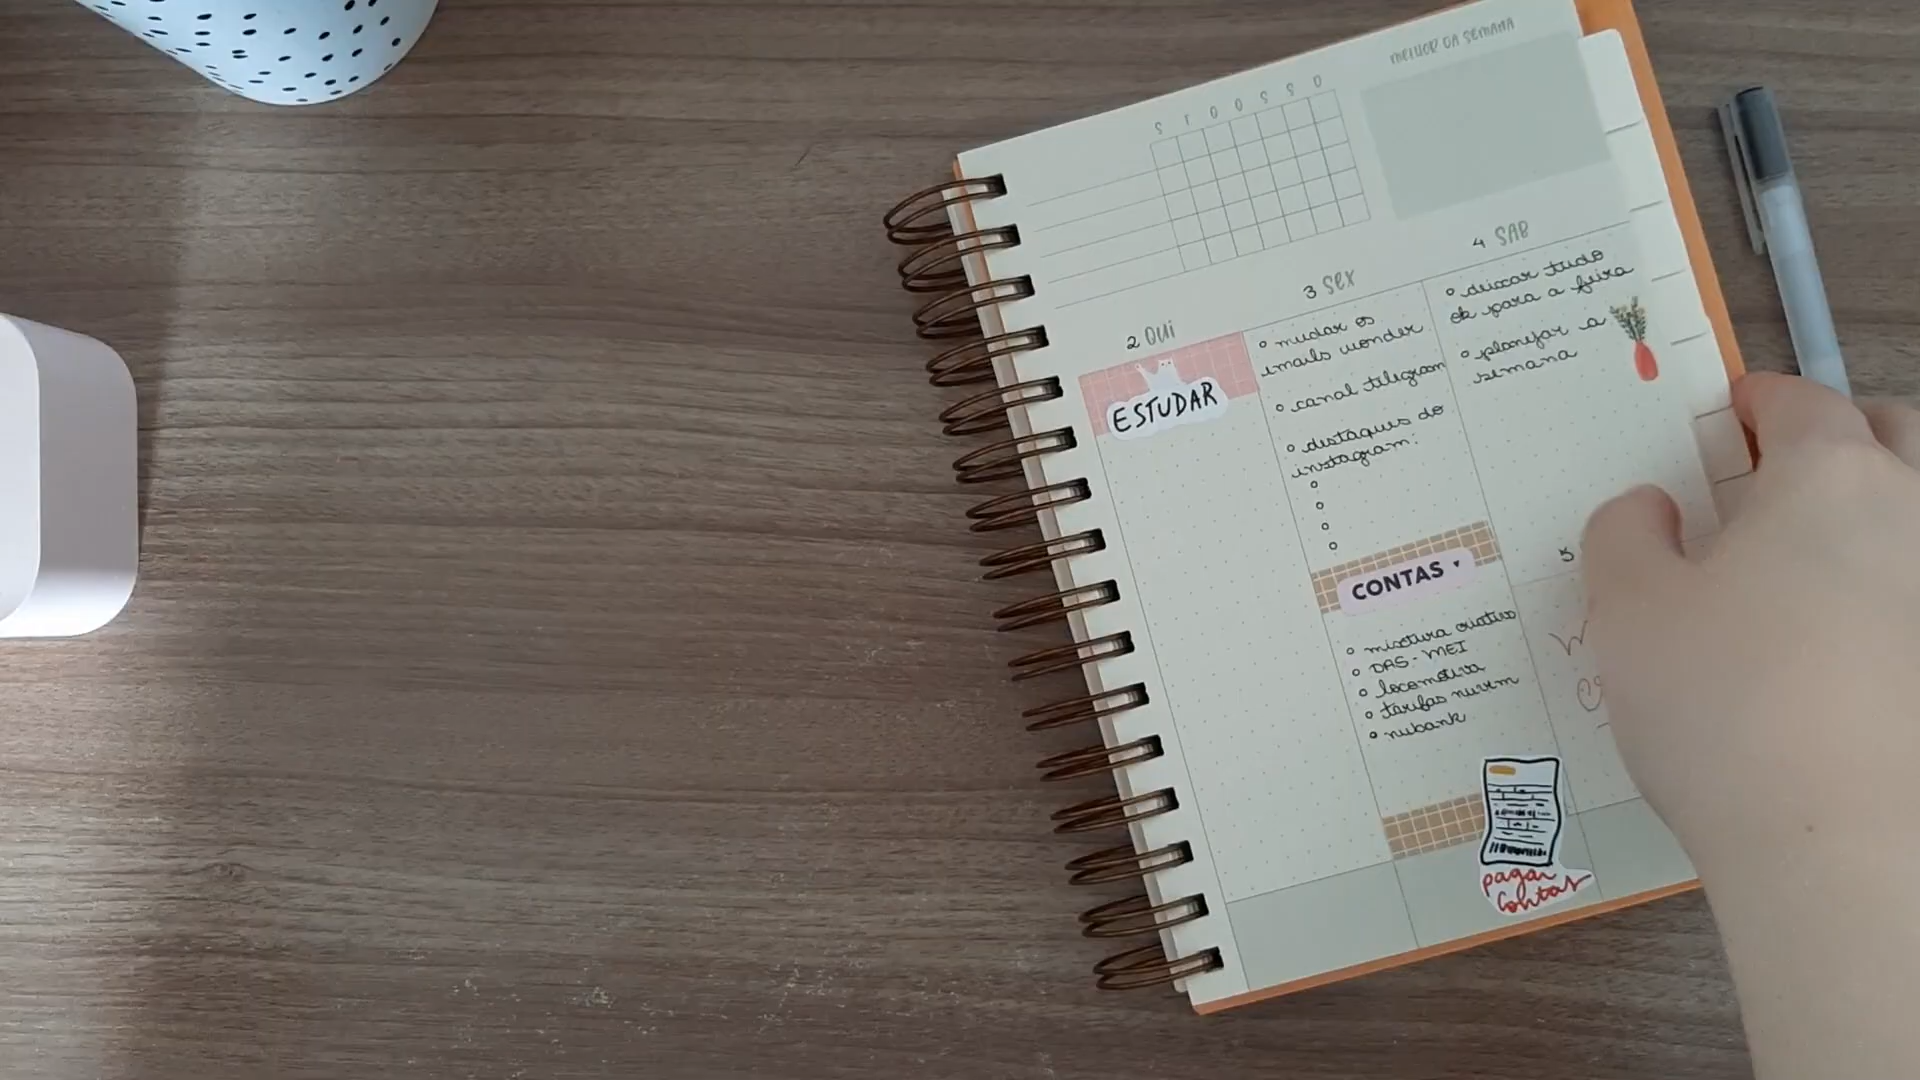 MELHOR DA SEMANA
S T Q Q S S D
2 QUI
ESTUDAR
3 SEX
o mudar os
emails wonder
o canal telegram
o destaques do
instagram:
o
o
o
o
CONTAS
o mistura criativa
o DAS - MEI
o locomotiva
o tarifas nuvem
o nubank
pagar
Contas
4 SAB
o deixar tudo
ok para a feira
o planejar a
semana
5